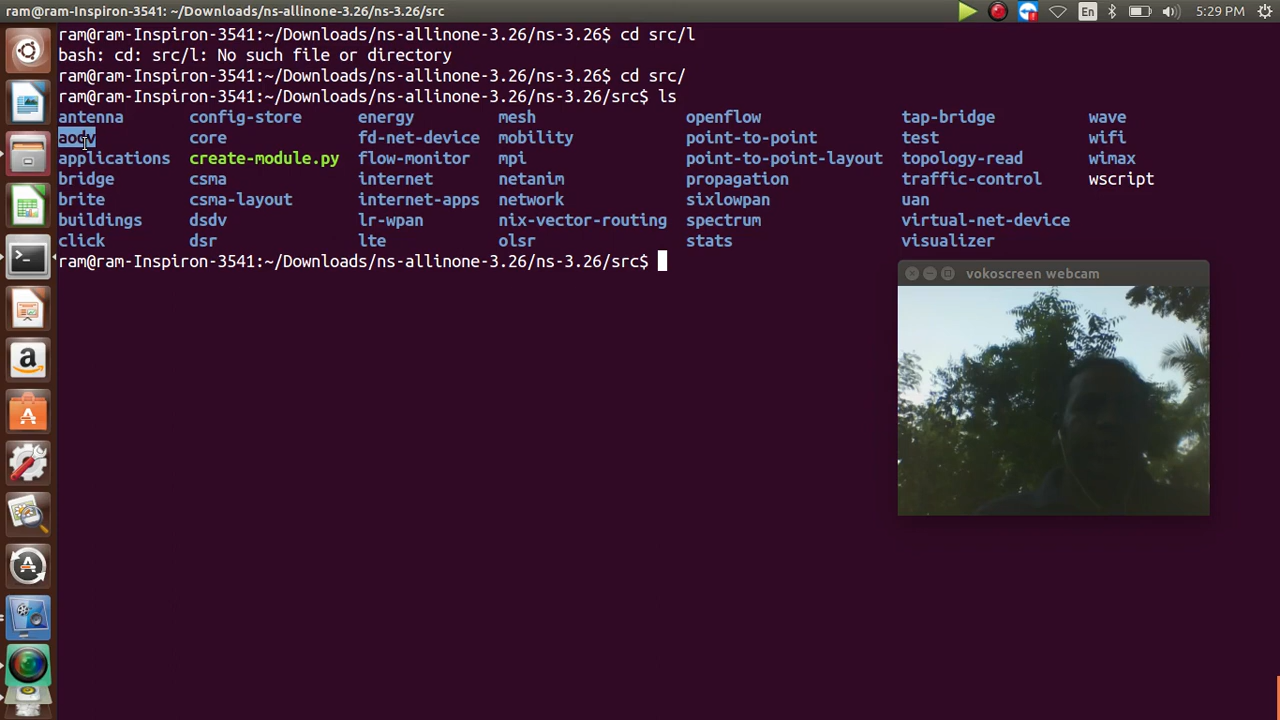 ram@ram-Inspiron-3541: ~/Downloads/ns-allinone-3.26/ns-3.26/src En 5:29 PM
ram@ram-Inspiron-3541:~/Downloads/ns-allinone-3.26/ns-3.26$ cd src/l
bash: cd: src/l: No such file or directory
ram@ram-Inspiron-3541:~/Downloads/ns-allinone-3.26/ns-3.26$ cd src/
ram@ram-Inspiron-3541:~/Downloads/ns-allinone-3.26/ns-3.26/src$ ls
antenna config-store energy mesh openflow tap-bridge wave
aodv core fd-net-device mobility point-to-point test wifi
applications create-module.py flow-monitor mpi point-to-point-layout topology-read wimax
bridge csma internet netanim propagation traffic-control wscript
brite csma-layout internet-apps network sixlowpan uan
buildings dsdv lr-wpan nix-vector-routing spectrum virtual-net-device
click dsr lte olsr stats visualizer
ram@ram-Inspiron-3541:~/Downloads/ns-allinone-3.26/ns-3.26/src$
vokoscreen webcam